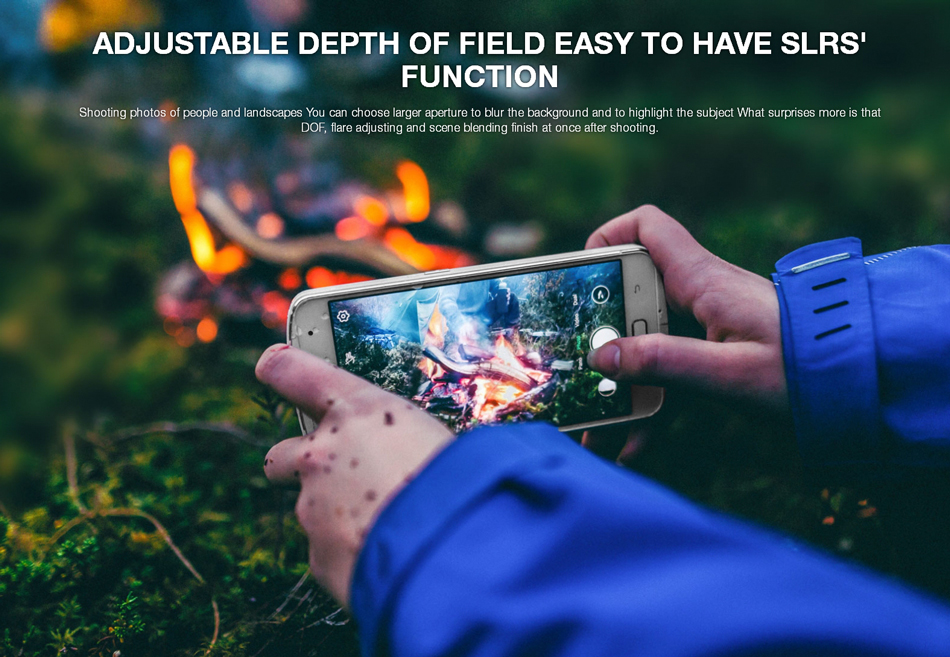 ADJUSTABLE DEPTH OF FIELD EASY TO HAVE SLRS'
FUNCTION
Shooting photos of people and landscapes You can choose larger aperture to blur the background and to highlight the subject What surprises more is that
DOF, flare adjusting and scene blending finish at once after shooting.